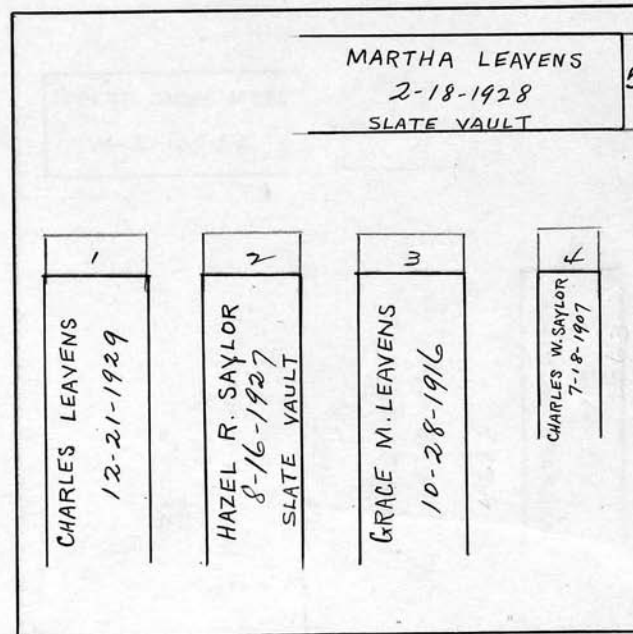 MARTHA LEAVENS
2-18-1928
SLATE VAULT
5
1
CHARLES LEAVENS
12-21-1929
2
HAZEL R. SAYLOR
8-16-1927
SLATE VAULT
3
GRACE M. LEAVENS
10-28-1916
4
CHARLES W. SAYLOR
7-18-1907